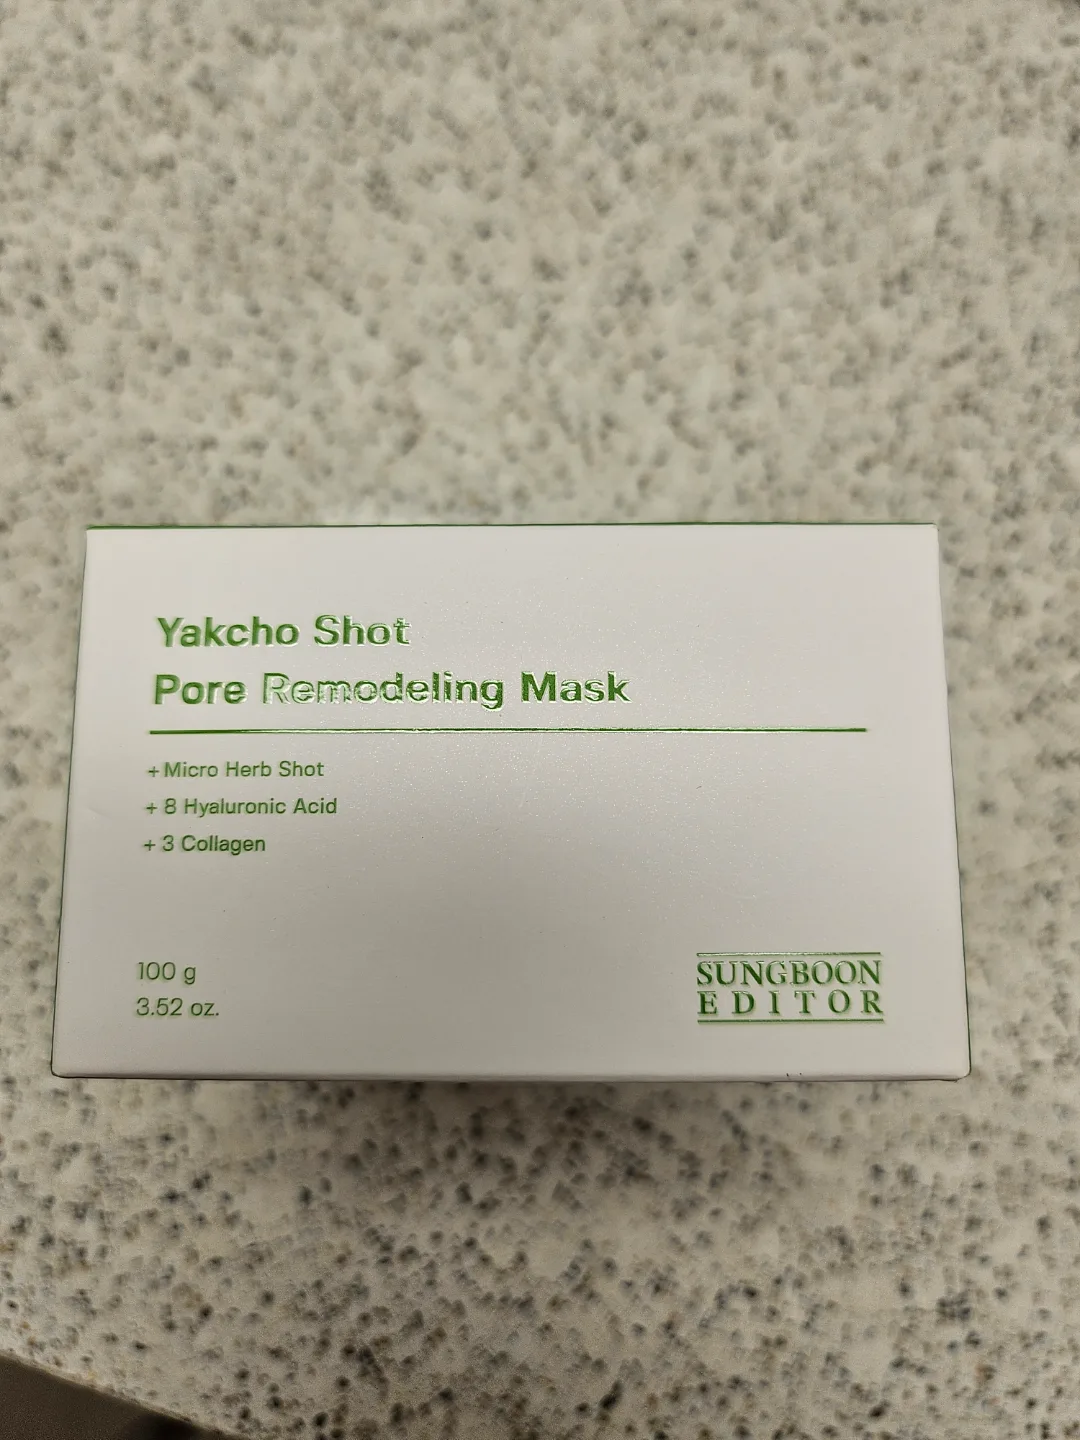 Yakcho Shot
Pore Remodeling Mask
+ Micro Herb Shot
+ 8 Hyaluronic Acid
+ 3 Collagen
100 g
3.52 oz.
SUNGBOON
EDITOR